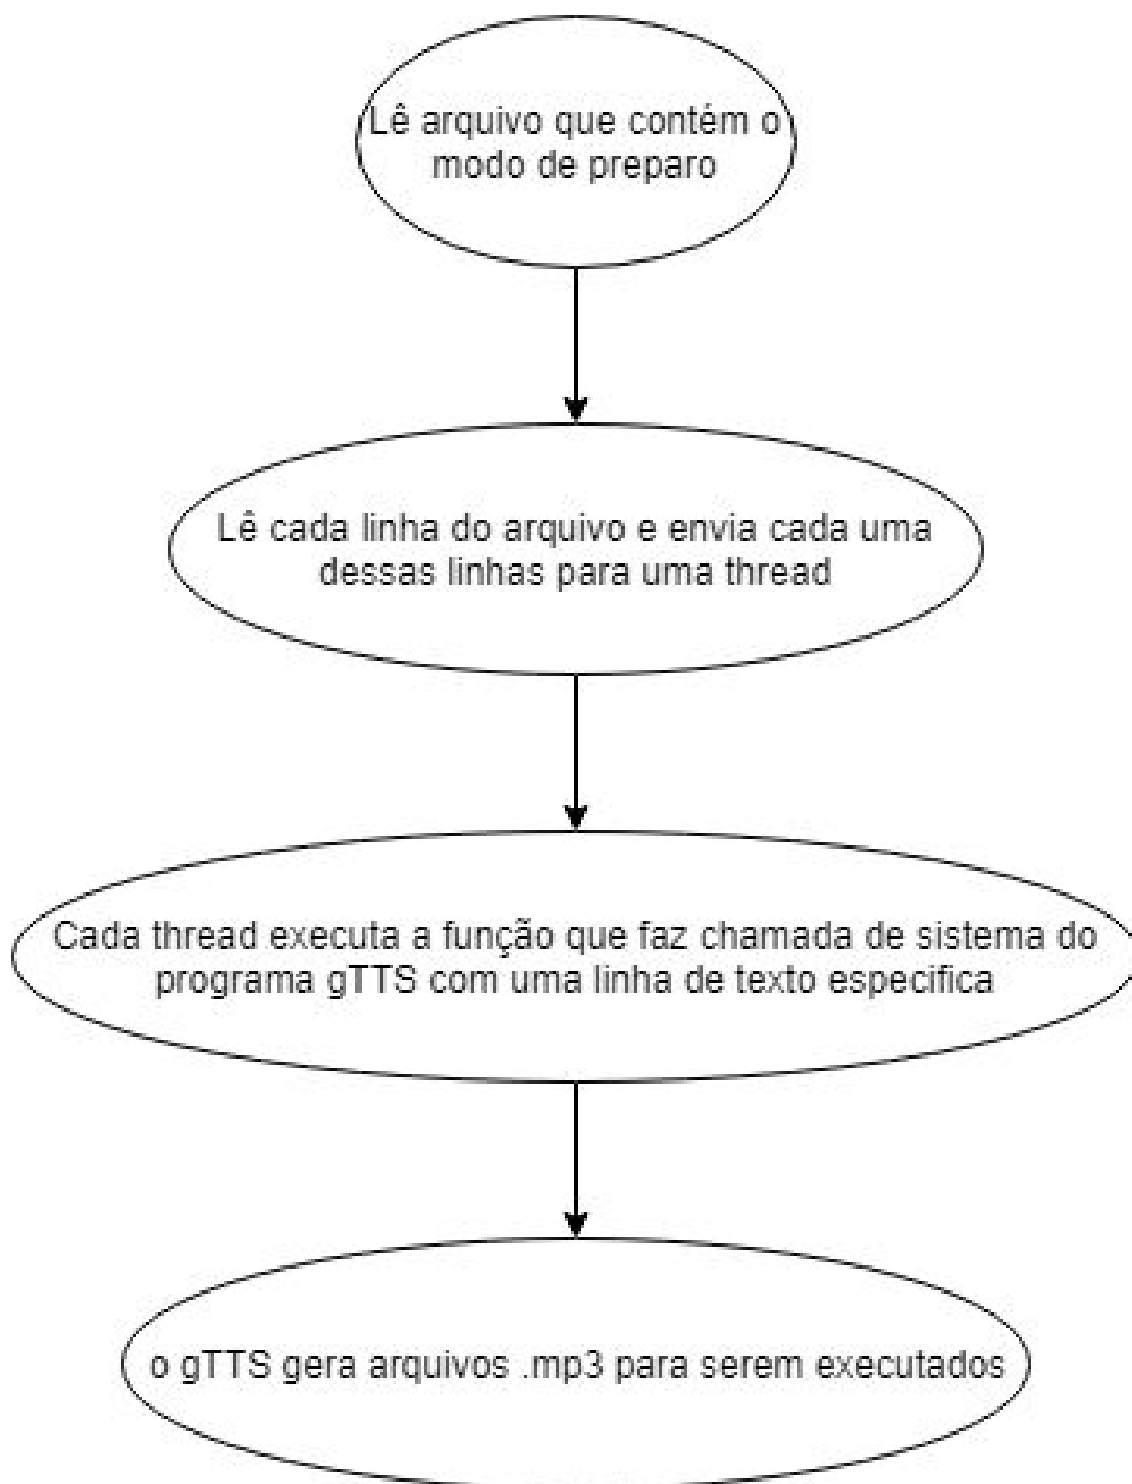 Lê arquivo que contém o
modo de preparo
Lê cada linha do arquivo e envia cada uma
dessas linhas para uma thread
Cada thread executa a função que faz chamada de sistema do
programa gTTS com uma linha de texto especifica
o gTTS gera arquivos .mp3 para serem executados